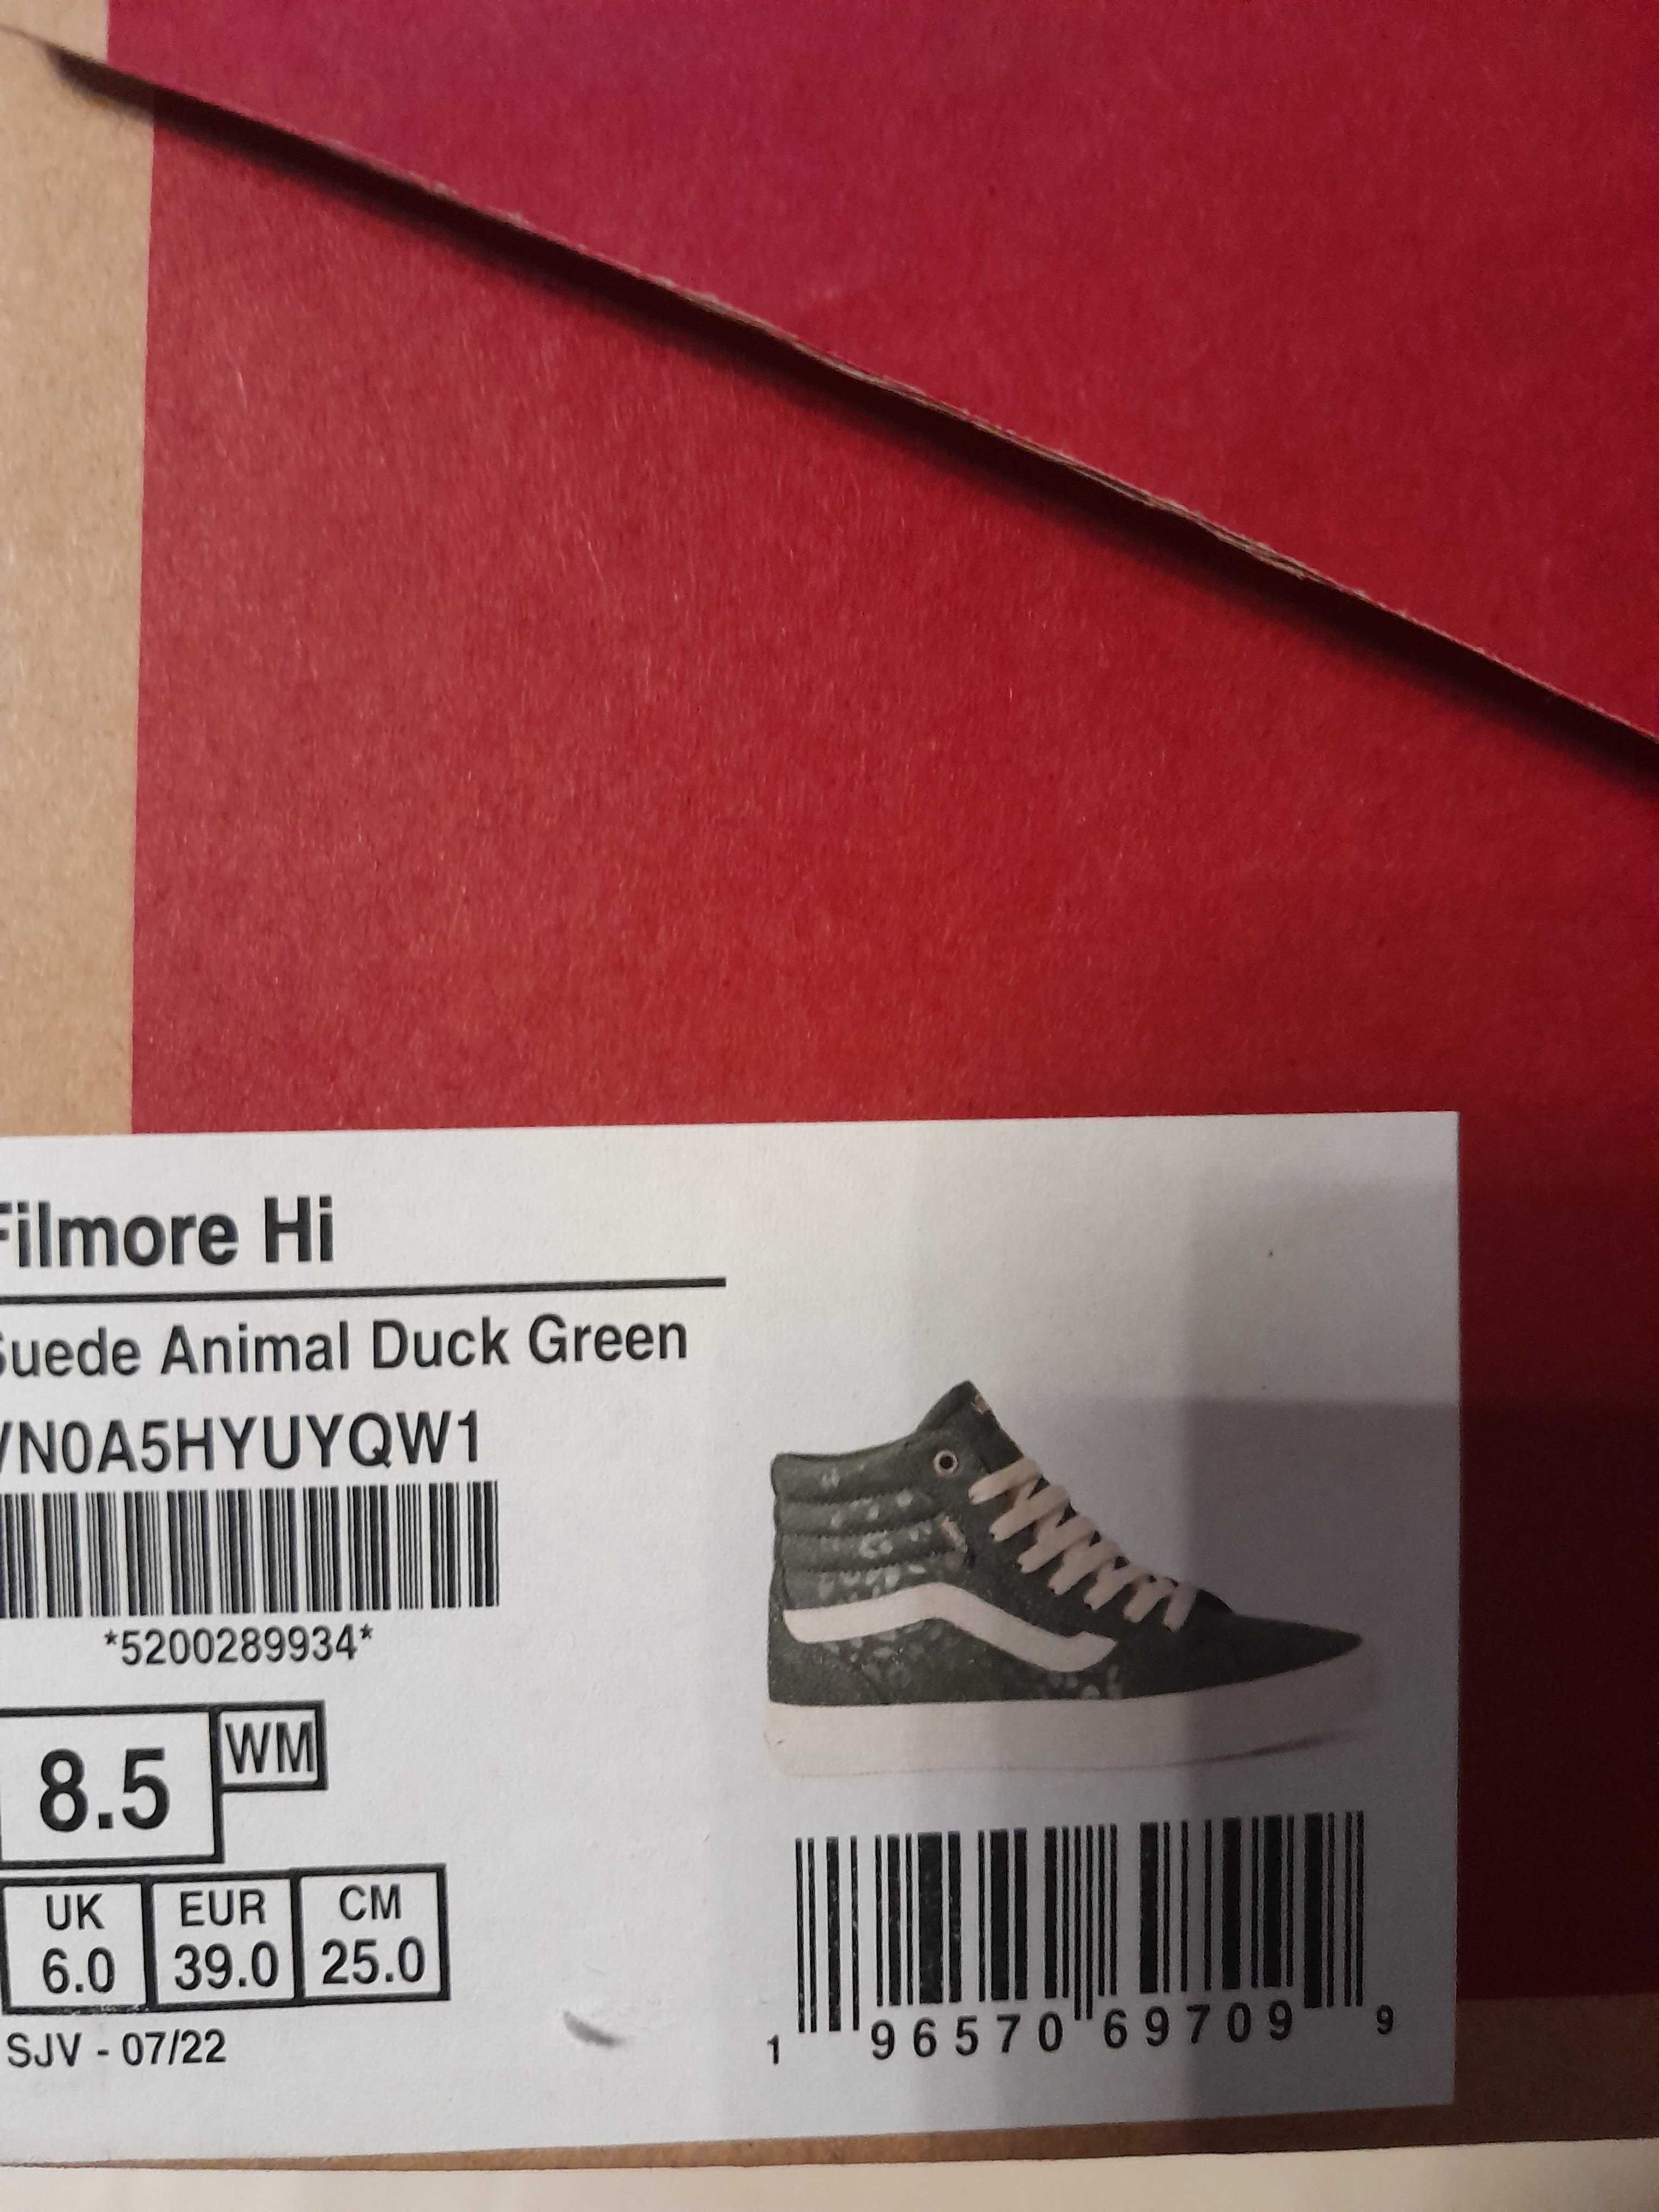 Filmore Hi
Suede Animal Duck Green
VN0A5HYUYQW1
*5200289934*
8.5 WM
UK EUR CM
6.0 39.0 25.0
SJV - 07/22
1 96570 69709 9